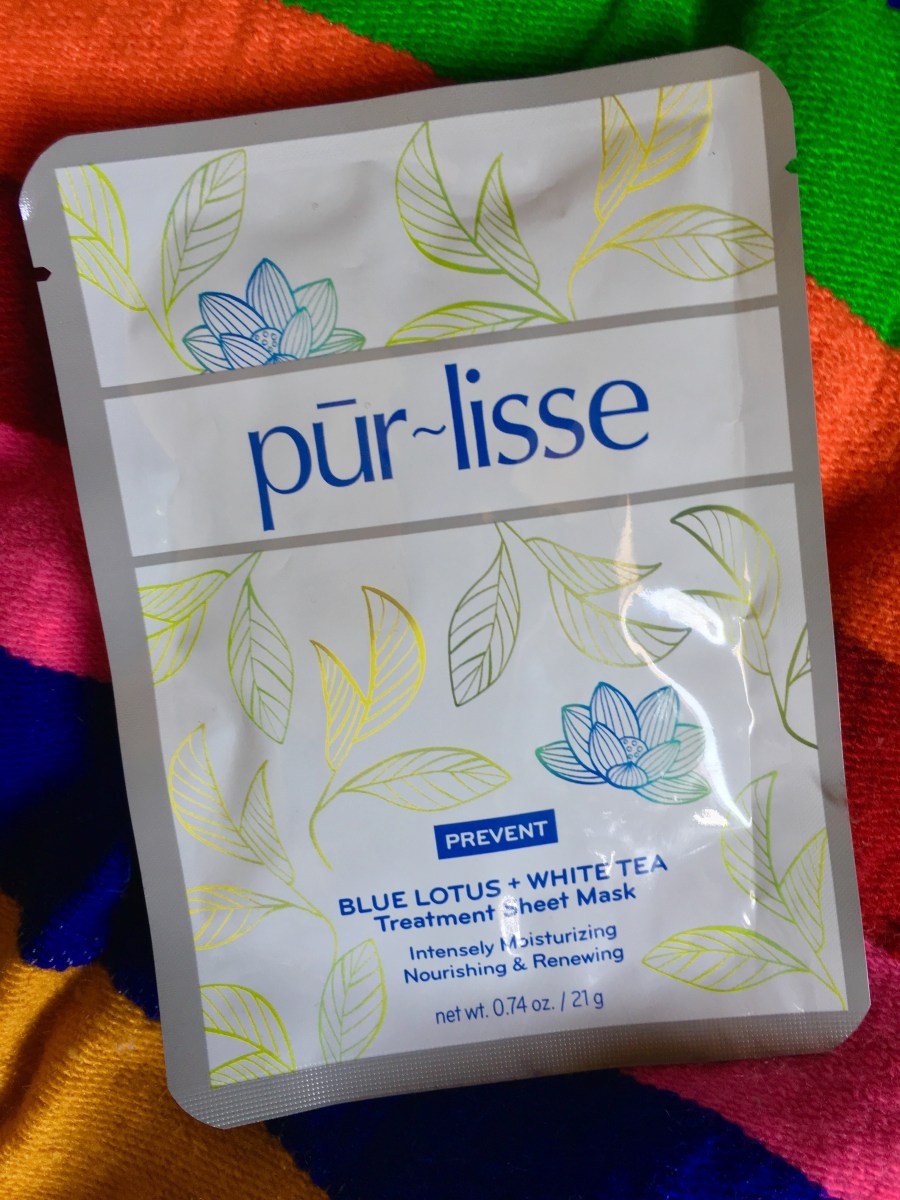 pūr~lisse
PREVENT
BLUE LOTUS + WHITE TEA
Treatment Sheet Mask
Intensely Moisturizing
Nourishing & Renewing
net wt. 0.74 oz. / 21 g